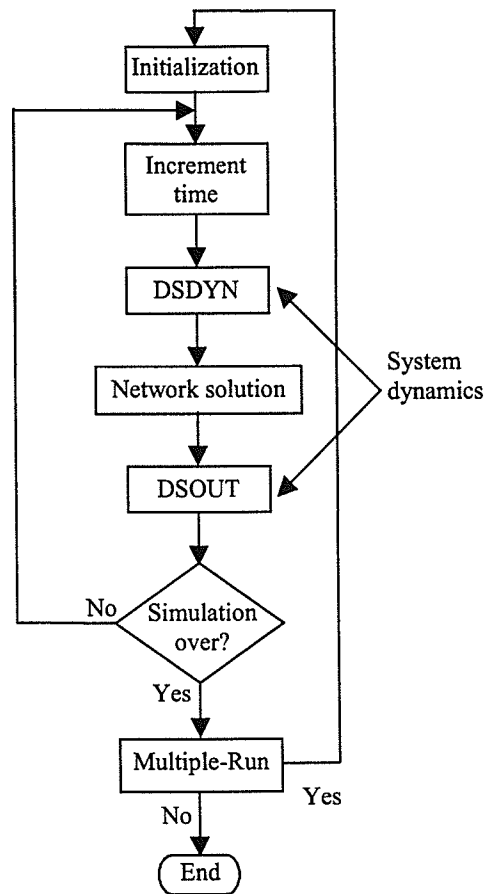 Initialization
Increment
time
DSDYN
System
dynamics
Network solution
DSOUT
No
Simulation
over?
Yes
Multiple-Run
Yes
No
End